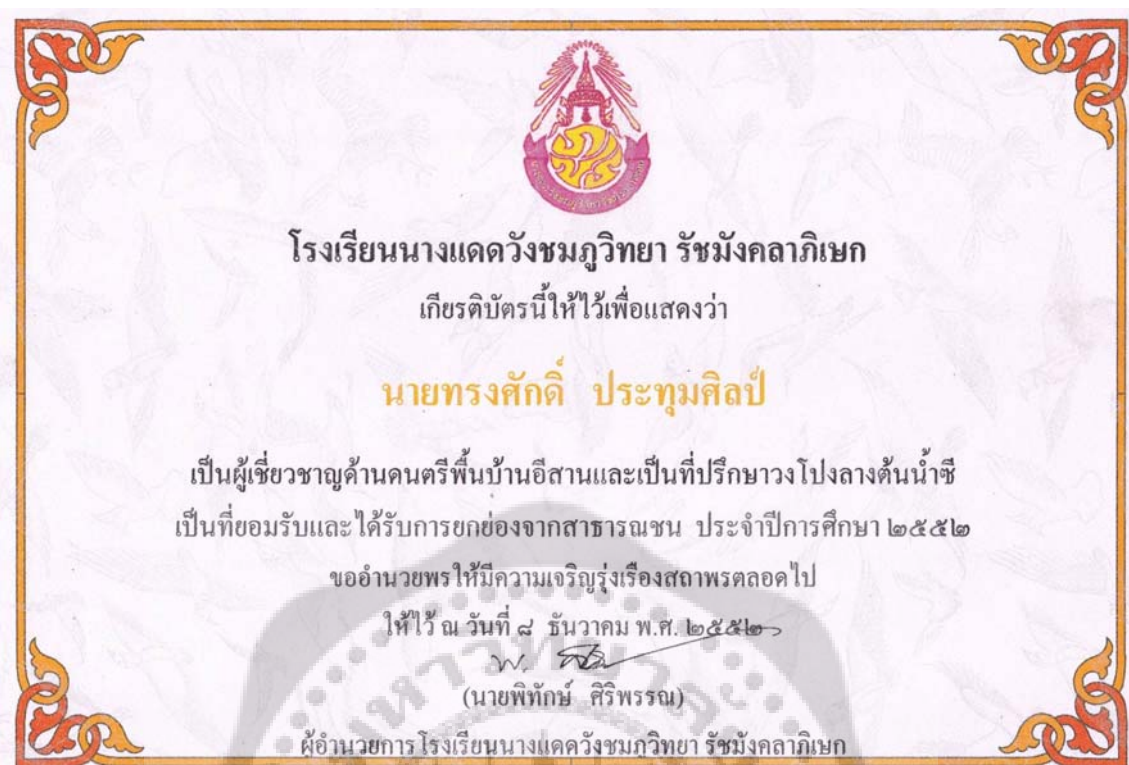 โรงเรียนนางแดดวังชมภูวิทยา รัชมังคลาภิเษก
เกียรติบัตรนี้ให้ไว้เพื่อแสดงว่า
นายทรงศักดิ์ ประทุมศิลป์
เป็นผู้เชี่ยวชาญด้านดนตรีพื้นบ้านอีสานและเป็นที่ปรึกษาวงโปงลางต้นน้ำชี
เป็นที่ยอมรับและได้รับการยกย่องจากสาธารณชน ประจำปีการศึกษา ๒๕๕๒
ขออำนวยพรให้มีความเจริญรุ่งเรืองสถาพรตลอดไป
ให้ไว้ ณ วันที่ ๘ ธันวาคม พ.ศ. ๒๕๕๒
(นายพิทักษ์ ศิริพรรณ)
ผู้อำนวยการโรงเรียนนางแดดวังชมภูวิทยา รัชมังคลาภิเษก